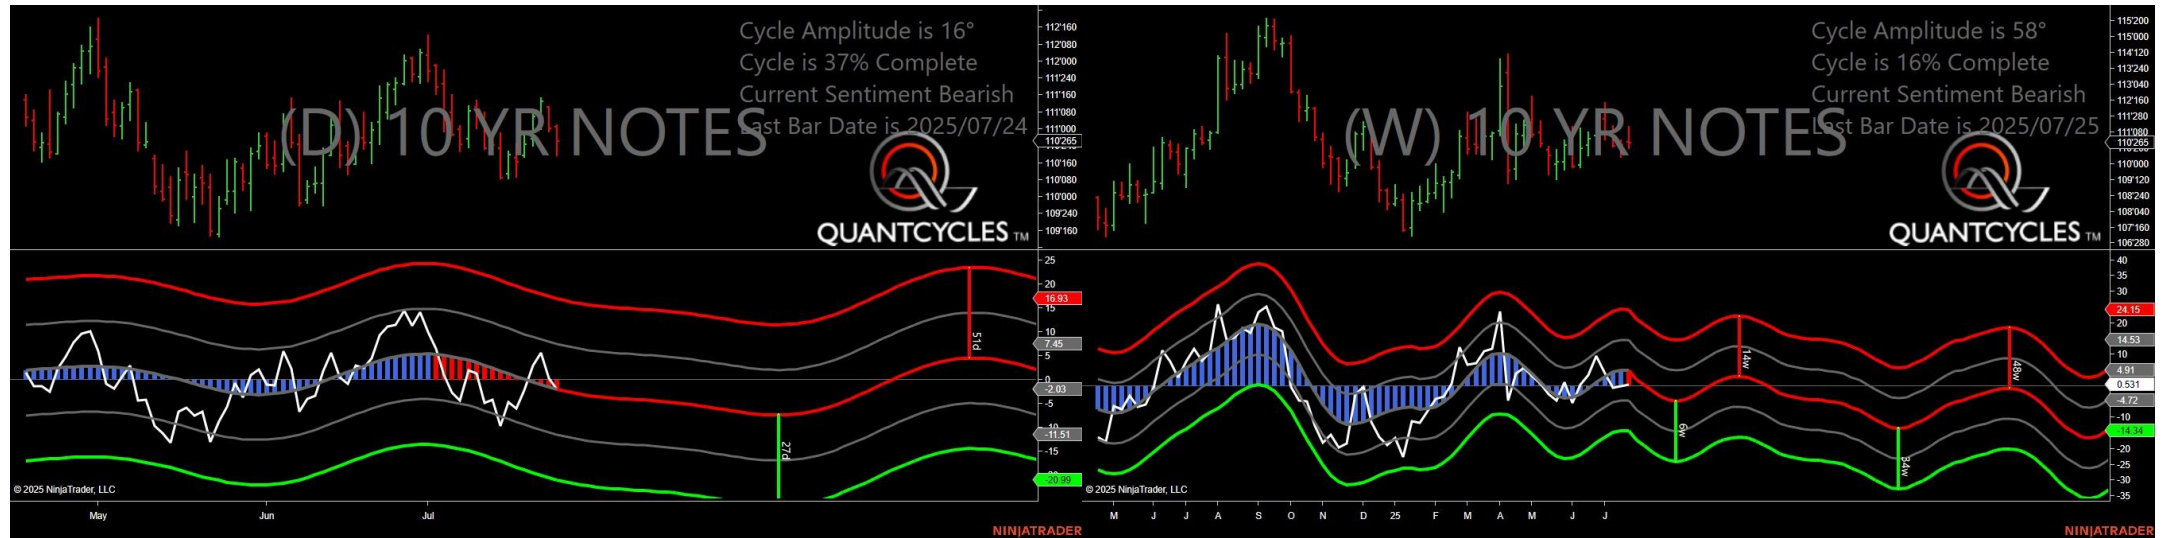 Cycle Amplitude is 16°
Cycle is 37% Complete
Current Sentiment Bearish
Last Bar Date is 2025/07/24
(D) 10 YR NOTES
QUANTCYCLES TM
112'160
112'080
112'000
111'240
111'160
111'080
111'000
110'265
110'160
110'080
110'000
109'240
109'160
25
20
16.93
15
10
7.45
5
0
-2.03
-5
-11.51
-15
-20.99
51d
27d
© 2025 NinjaTrader, LLC
May
Jun
Jul
NINJATRADER
Cycle Amplitude is 58°
Cycle is 16% Complete
Current Sentiment Bearish
Last Bar Date is 2025/07/25
(W) 10 YR NOTES
QUANTCYCLES TM
115'200
115'000
114'120
113'240
113'040
112'160
111'280
111'080
110'265
110'000
109'120
108'240
108'040
107'160
106'280
40
35
30
24.15
20
14.53
10
4.91
0.531
-4.72
-10
-14.34
-20
-25
-30
-35
14w
48w
6w
34w
© 2025 NinjaTrader, LLC
M
J
J
A
S
O
N
D
25
F
M
A
M
J
J
NINJATRADER